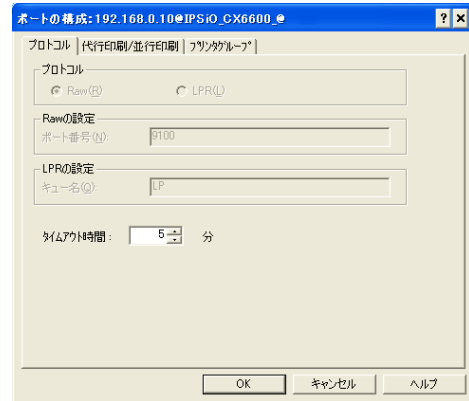 ポートの構成:192.168.0.10@IPSiO_CX6600_@
プロトコル 代行印刷/並行印刷 プリンタグループ
プロトコル
Raw(R) LPR(L)
Rawの設定
ポート番号(N): 9100
LPRの設定
キュー名(Q): LP
タイムアウト時間: 5 分
OK キャンセル ヘルプ